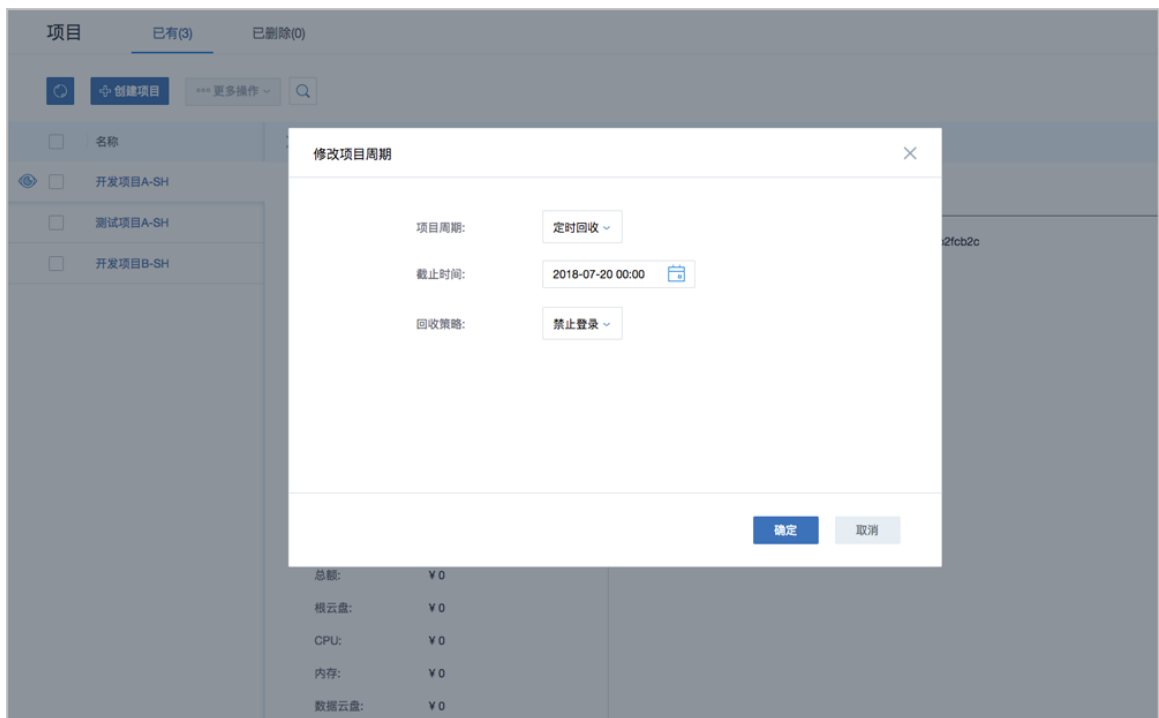 项目 已有(3) 已删除(0)
创建项目 更多操作
名称
开发项目A-SH
测试项目A-SH
开发项目B-SH
修改项目周期
项目周期: 定时回收
截止时间: 2018-07-20 00:00
回收策略: 禁止登录
确定 取消
2fcb2c
总额: ¥ 0
根云盘: ¥ 0
CPU: ¥ 0
内存: ¥ 0
数据云盘: ¥ 0